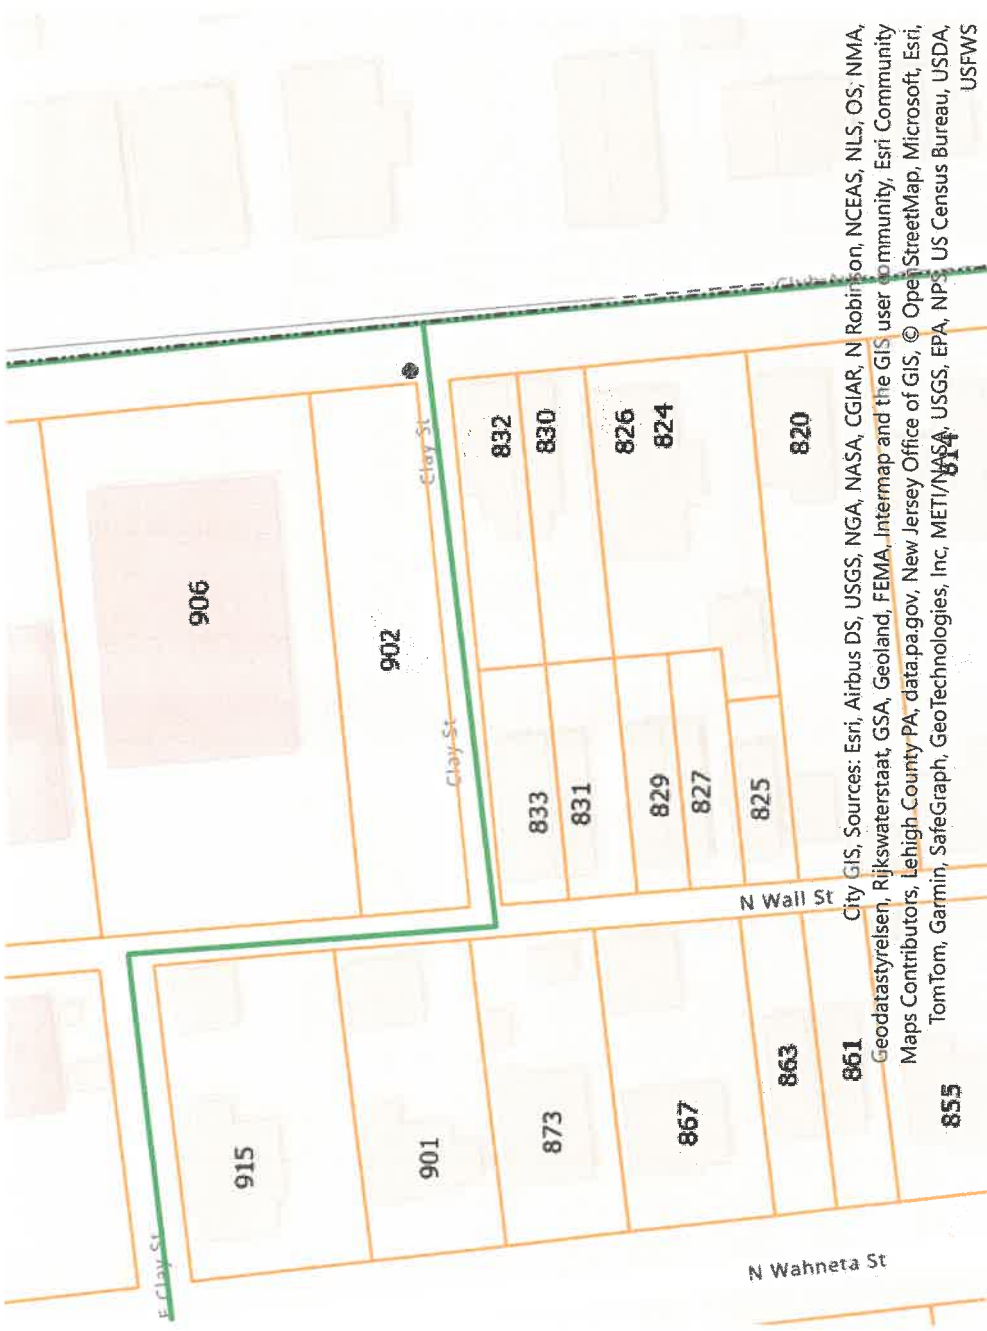 906
902
Clay St
Clay St
832
830
826
824
820
814
833
831
829
827
825
N Wall St
E Clay St
915
901
873
867
863
861
855
N Wahneta St
City GIS, Sources: Esri, Airbus DS, USGS, NGA, NASA, CGIAR, N Robinson, NCEAS, NLS, OS, NMA,
Geodatastyrelsen, Rijkswaterstaat, GSA, Geoland, FEMA, Intermap and the GIS user community, Esri Community
Maps Contributors, Lehigh County PA, data.pa.gov, New Jersey Office of GIS, © OpenStreetMap, Microsoft, Esri,
TomTom, Garmin, SafeGraph, GeoTechnologies, Inc, METI/NASA, USGS, EPA, NPS, US Census Bureau, USDA,
USFWS